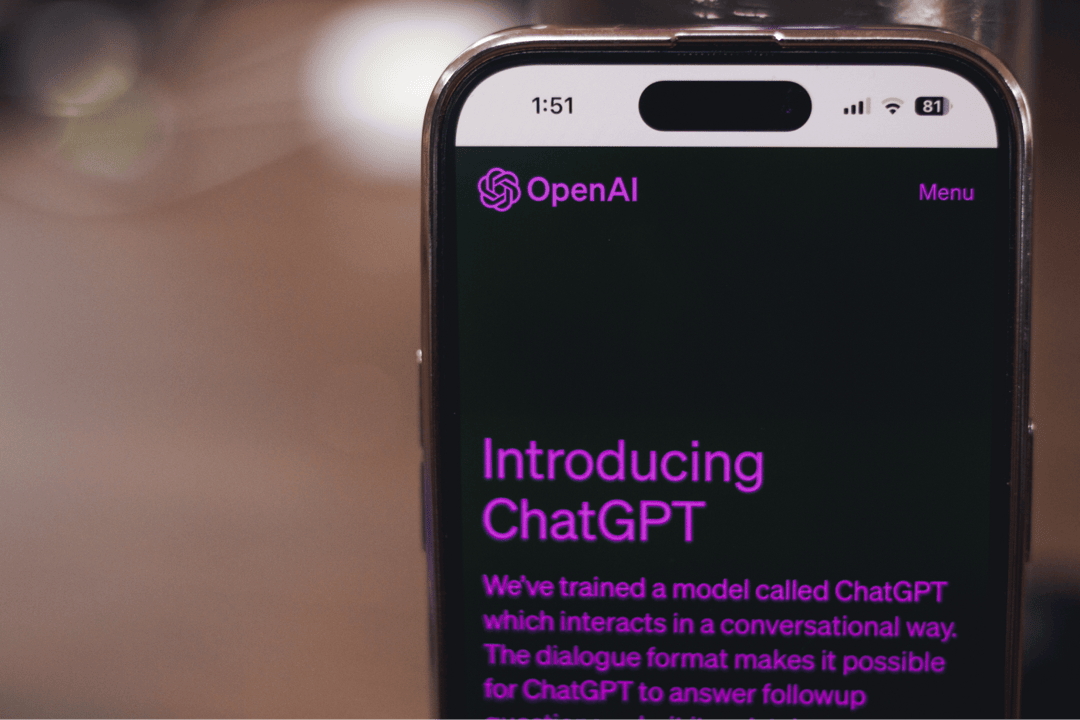 1:51
81
OpenAI
Menu
Introducing
ChatGPT
We've trained a model called ChatGPT
which interacts in a conversational way.
The dialogue format makes it possible
for ChatGPT to answer followup